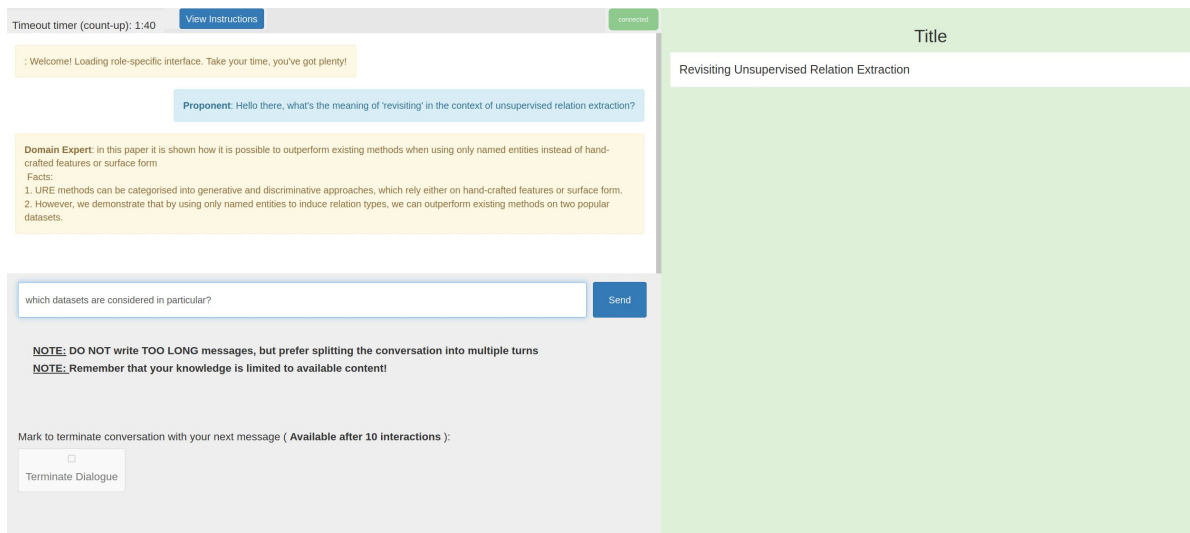 Timeout timer (count-up): 1:40
View Instructions
connected
: Welcome! Loading role-specific interface. Take your time, you've got plenty!
Proponent: Hello there, what's the meaning of 'revisiting' in the context of unsupervised relation extraction?
Domain Expert: in this paper it is shown how it is possible to outperform existing methods when using only named entities instead of hand-
crafted features or surface form
Facts:
1. URE methods can be categorised into generative and discriminative approaches, which rely either on hand-crafted features or surface form.
2. However, we demonstrate that by using only named entities to induce relation types, we can outperform existing methods on two popular
datasets.
which datasets are considered in particular?
Send
NOTE: DO NOT write TOO LONG messages, but prefer splitting the conversation into multiple turns
NOTE: Remember that your knowledge is limited to available content!
Mark to terminate conversation with your next message ( Available after 10 interactions ):
Terminate Dialogue
Title
Revisiting Unsupervised Relation Extraction